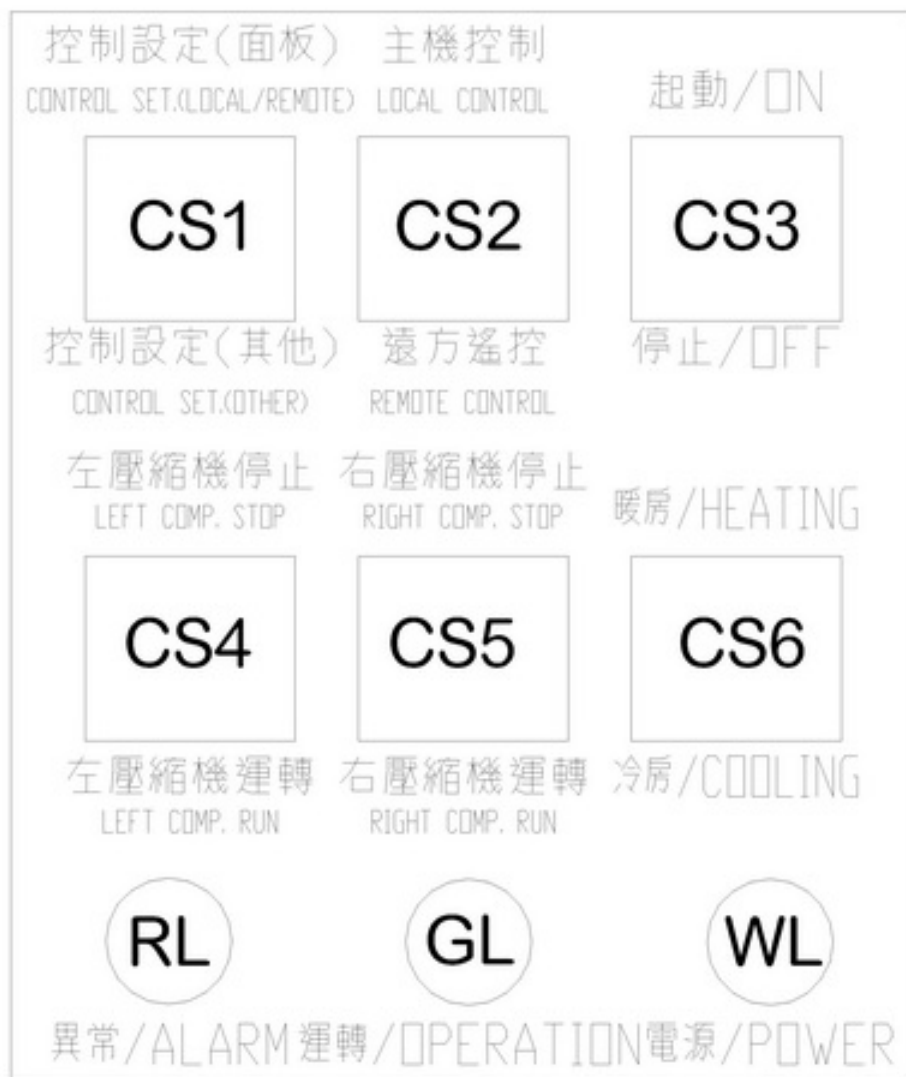 控制設定(面板) 主機控制
起動/ON
CONTROL SET.(LOCAL/REMOTE) LOCAL CONTROL
CS1 CS2 CS3
控制設定(其他) 遠方遙控 停止/OFF
CONTROL SET.(OTHER) REMOTE CONTROL
左壓縮機停止 右壓縮機停止
暖房/HEATING
LEFT COMP. STOP RIGHT COMP. STOP
CS4 CS5 CS6
左壓縮機運轉 右壓縮機運轉 冷房/COOLING
LEFT COMP. RUN RIGHT COMP. RUN
RL GL WL
異常/ALARM 運轉/OPERATION 電源/POWER